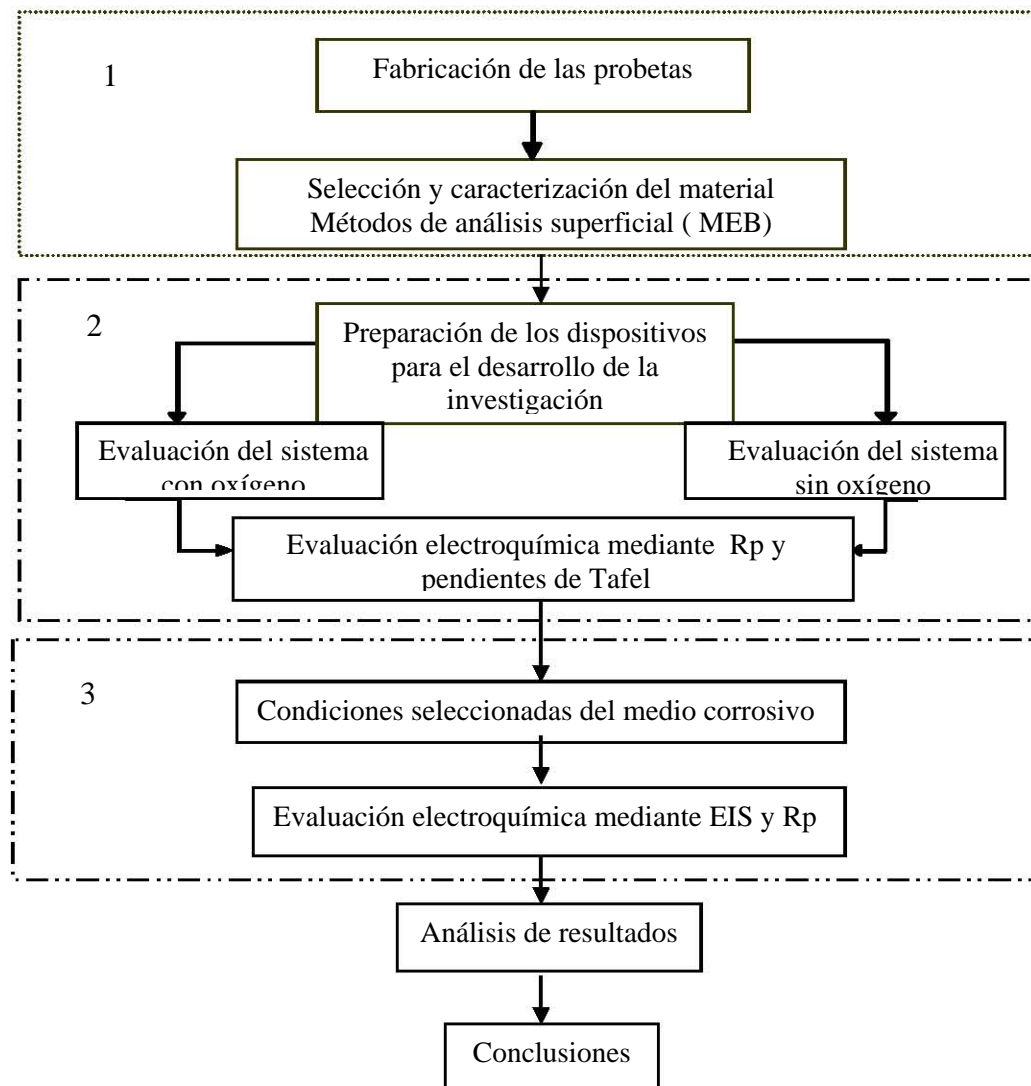 1
Fabricación de las probetas
Selección y caracterización del material
Métodos de análisis superficial ( MEB)
2
Preparación de los dispositivos
para el desarrollo de la
investigación
Evaluación del sistema
con oxígeno
Evaluación del sistema
sin oxígeno
Evaluación electroquímica mediante Rp y
pendientes de Tafel
3
Condiciones seleccionadas del medio corrosivo
Evaluación electroquímica mediante EIS y Rp
Análisis de resultados
Conclusiones